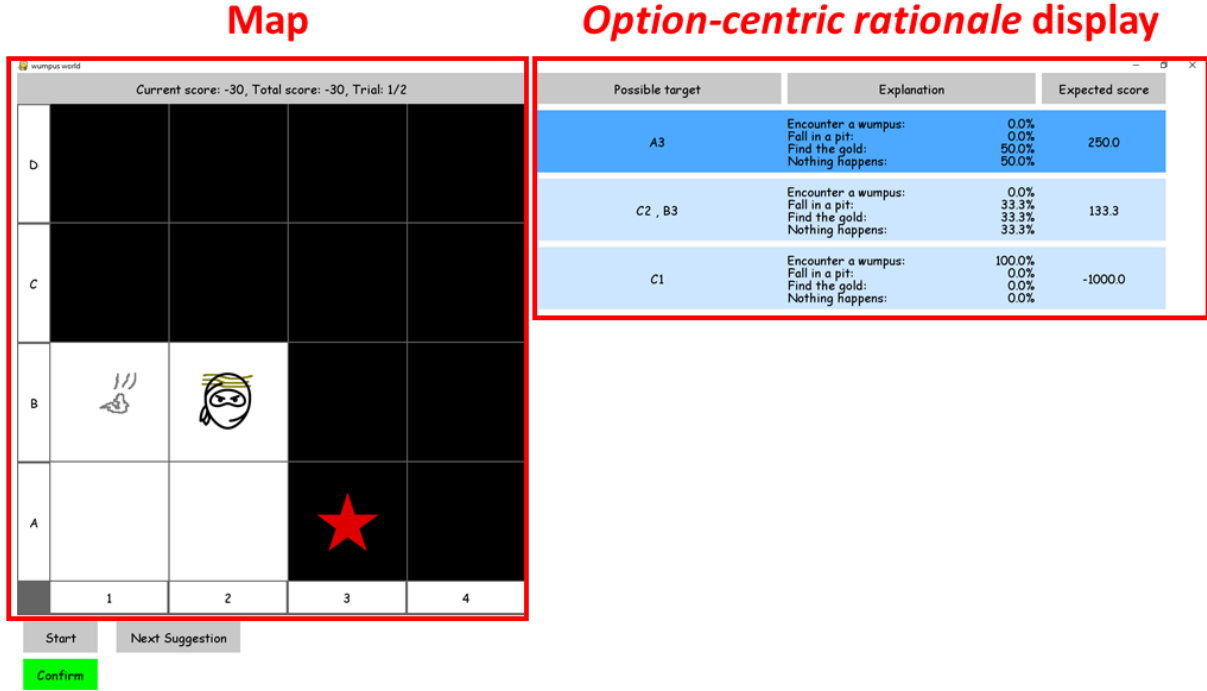 Map
Option-centric rationale display
wumpus world
Current score: -30, Total score: -30, Trial: 1/2
Possible target
Explanation
Expected score
A3
Encounter a wumpus: 0.0%
Fall in a pit: 0.0%
Find the gold: 50.0%
Nothing happens: 50.0%
250.0
C2 , B3
Encounter a wumpus: 0.0%
Fall in a pit: 33.3%
Find the gold: 33.3%
Nothing happens: 33.3%
133.3
C1
Encounter a wumpus: 100.0%
Fall in a pit: 0.0%
Find the gold: 0.0%
Nothing happens: 0.0%
-1000.0
D
C
B
A
1 2 3 4
Start
Next Suggestion
Confirm